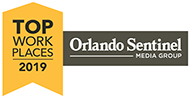 TOP
WORK
PLACES
2019
Orlando Sentinel
MEDIA GROUP